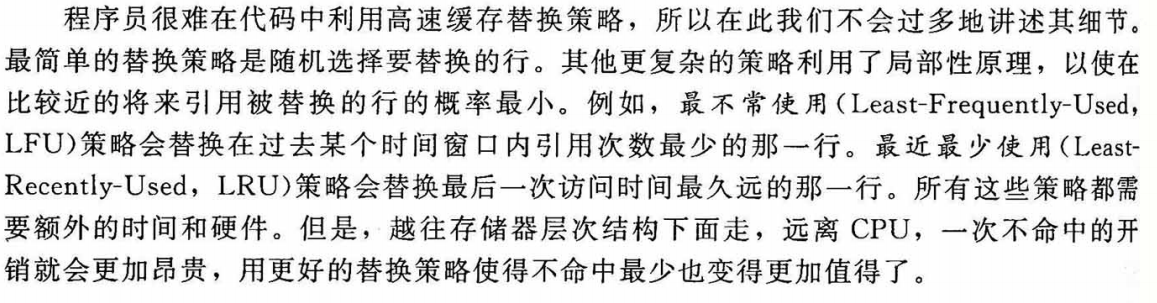 程序员很难在代码中利用高速缓存替换策略，所以在此我们不会过多地讲述其细节。
最简单的替换策略是随机选择要替换的行。其他更复杂的策略利用了局部性原理，以使在
比较近的将来引用被替换的行的概率最小。例如，最不常使用(Least-Frequently-Used，
LFU)策略会替换在过去某个时间窗口内引用次数最少的那一行。最近最少使用(Least-
Recently-Used，LRU)策略会替换最后一次访问时间最久远的那一行。所有这些策略都需
要额外的时间和硬件。但是，越往存储器层次结构下面走，远离 CPU，一次不命中的开
销就会更加昂贵，用更好的替换策略使得不命中最少也变得更加值得了。